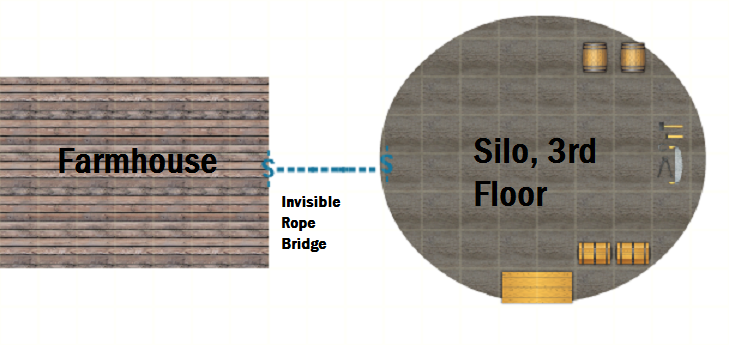 Farmhouse
S
S
Invisible
Rope
Bridge
Silo, 3rd
Floor